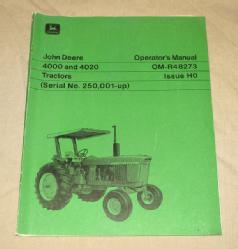 John Deere Operator's Manual
4000 and 4020 OM-R48273
Tractors Issue H0
(Serial No. 250,001-up)